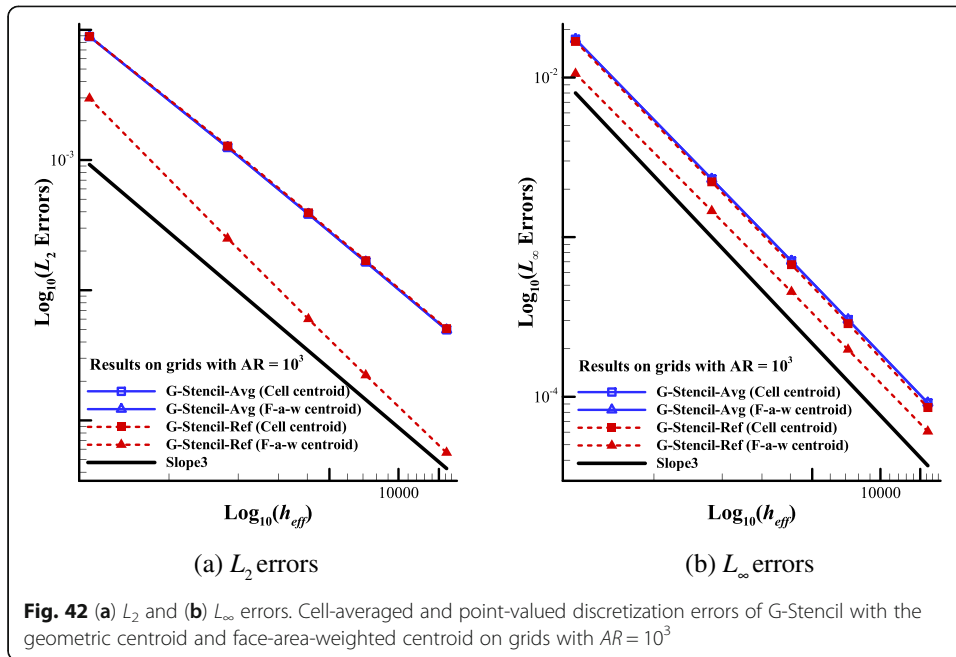 Log₁₀(L₂ Errors)
10⁻³
Results on grids with AR = 10³
G-Stencil-Avg (Cell centroid)
G-Stencil-Avg (F-a-w centroid)
G-Stencil-Ref (Cell centroid)
G-Stencil-Ref (F-a-w centroid)
Slope3
10000
Log₁₀(h_eff)
(a) L₂ errors
Log₁₀(L∞ Errors)
10⁻²
10⁻⁴
Results on grids with AR = 10³
G-Stencil-Avg (Cell centroid)
G-Stencil-Avg (F-a-w centroid)
G-Stencil-Ref (Cell centroid)
G-Stencil-Ref (F-a-w centroid)
Slope3
10000
Log₁₀(h_eff)
(b) L∞ errors
Fig. 42 (a) L₂ and (b) L∞ errors. Cell-averaged and point-valued discretization errors of G-Stencil with the
geometric centroid and face-area-weighted centroid on grids with AR = 10³